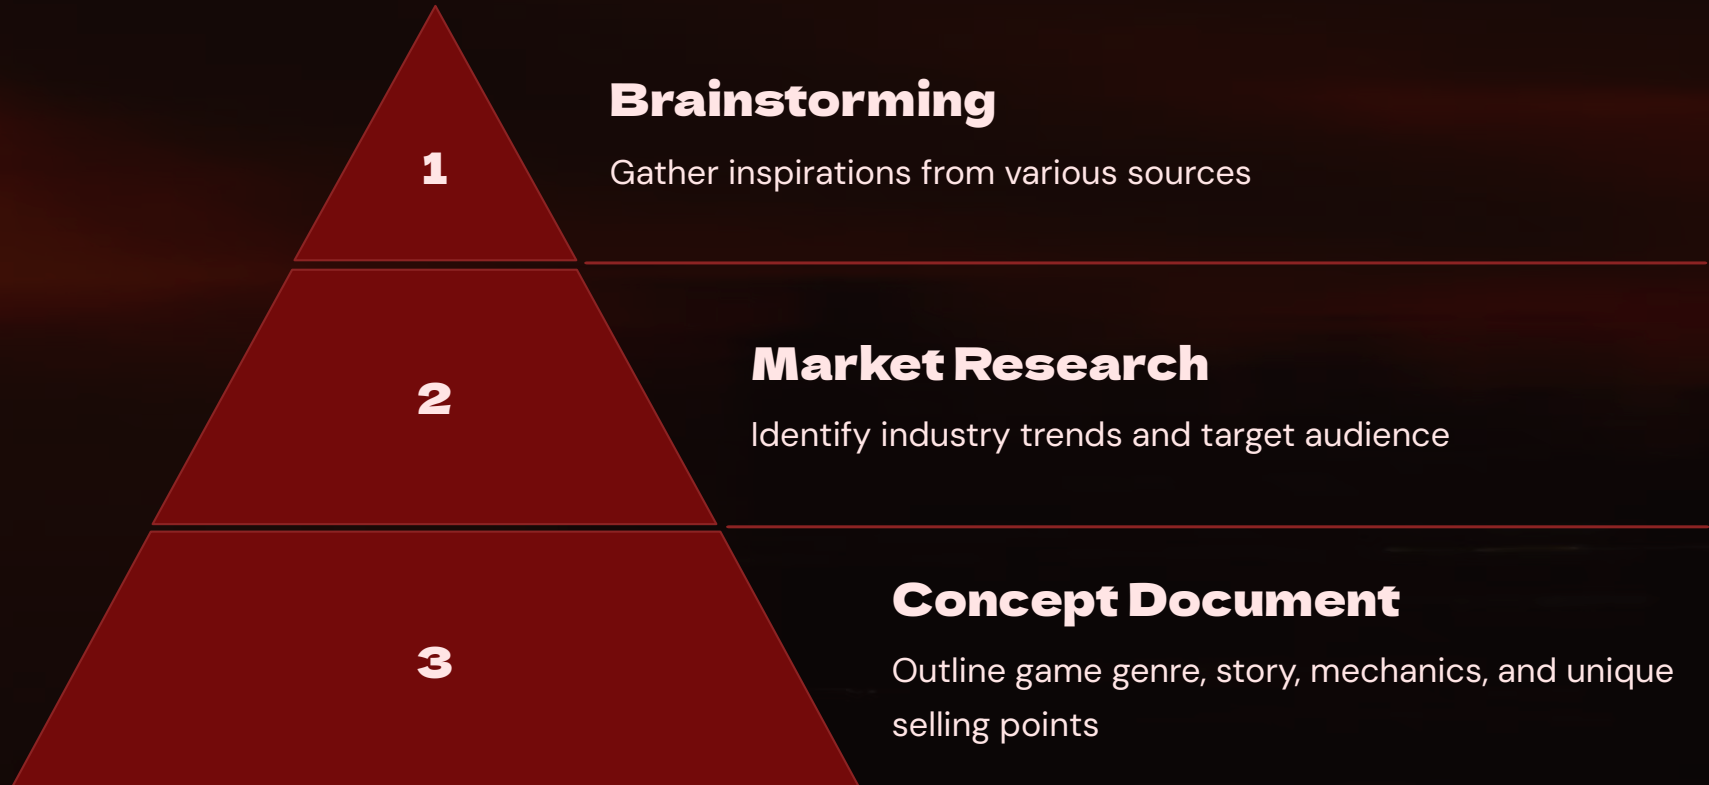 1
Brainstorming
Gather inspirations from various sources
2
Market Research
Identify industry trends and target audience
3
Concept Document
Outline game genre, story, mechanics, and unique
selling points